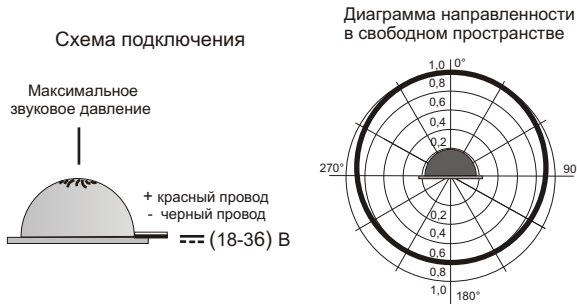 Схема подключения
Максимальное
звуковое давление
+ красный провод
- черный провод
(18-36) В
Диаграмма направленности
в свободном пространстве
1,0 0°
0,8
0,6
0,4
0,2
270° 90
0,2
0,4
0,6
0,8
1,0 180°